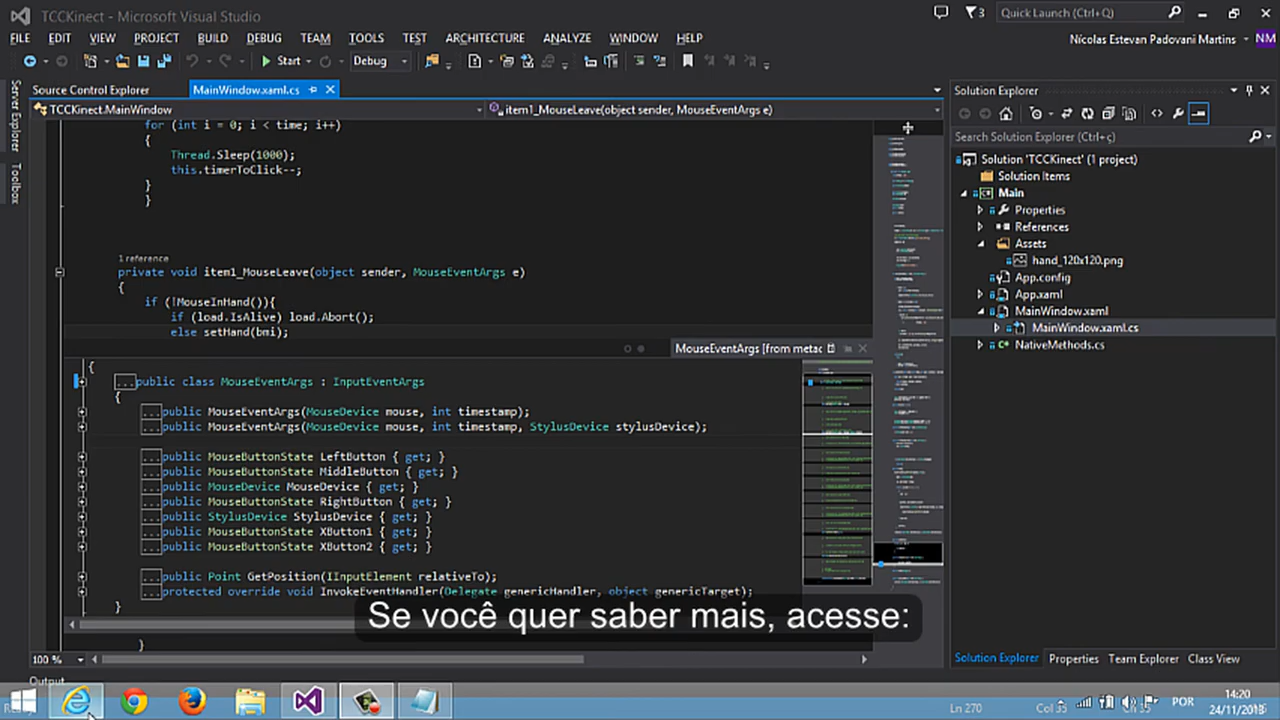 TCCKinect - Microsoft Visual Studio
3
Quick Launch (Ctrl+Q)
FILE EDIT VIEW PROJECT BUILD DEBUG TEAM TOOLS TEST ARCHITECTURE ANALYZE WINDOW HELP
Nícolas Estevan Padovani Martins NM
Start Debug
Server Explorer
Toolbox
Source Control Explorer
MainWindow.xaml.cs
TCCKinect.MainWindow
item1_MouseLeave(object sender, MouseEventArgs e)
for (int i = 0; i < time; i++)
{
Thread.Sleep(1000);
this.timerToClick--;
}
}
1 reference
private void item1_MouseLeave(object sender, MouseEventArgs e)
{
if (!MouseInHand()){
if (load.IsAlive) load.Abort();
else setHand(bmi);
MouseEventArgs [from metac
{
...public class MouseEventArgs : InputEventArgs
{
...public MouseEventArgs(MouseDevice mouse, int timestamp);
...public MouseEventArgs(MouseDevice mouse, int timestamp, StylusDevice stylusDevice);
...public MouseButtonState LeftButton { get; }
...public MouseButtonState MiddleButton { get; }
...public MouseDevice MouseDevice { get; }
...public MouseButtonState RightButton { get; }
...public StylusDevice StylusDevice { get; }
...public MouseButtonState XButton1 { get; }
...public MouseButtonState XButton2 { get; }
...public Point GetPosition(IInputElement relativeTo);
...protected override void InvokeEventHandler(Delegate genericHandler, object genericTarget);
}
Se você quer saber mais, acesse:
}
100 %
Output
Solution Explorer
Search Solution Explorer (Ctrl+ç)
Solution 'TCCKinect' (1 project)
Solution Items
Main
Properties
References
Assets
hand_120x120.png
App.config
App.xaml
MainWindow.xaml
MainWindow.xaml.cs
NativeMethods.cs
Solution Explorer Properties Team Explorer Class View
Ln 270
POR
14:20
24/11/2013